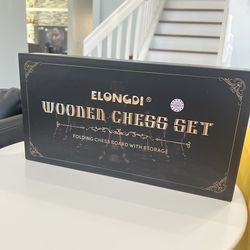 ELONGDI®
WOODEN CHESS SET
FOLDING CHESS BOARD WITH STORAGE